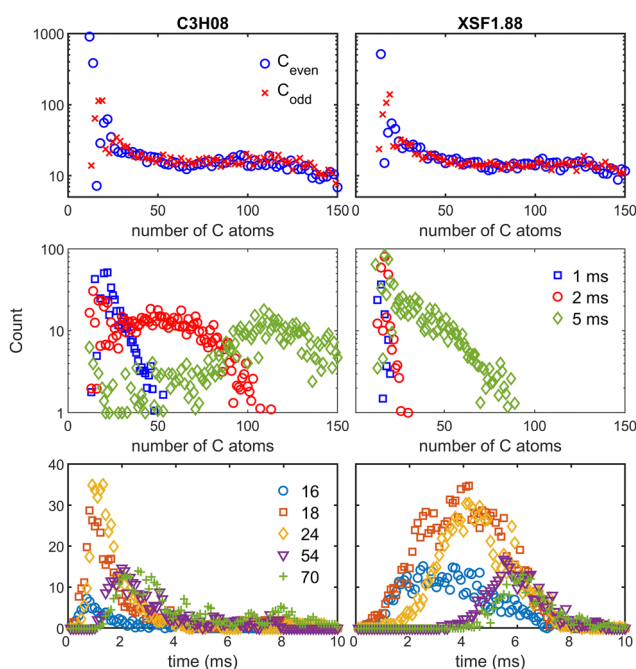 C3H08 XSF1.88
1000
100
10
C_even
C_odd
0 50 100 150 0 50 100 150
number of C atoms number of C atoms
100
10
1
Count
1 ms
2 ms
5 ms
0 50 100 150 0 50 100 150
number of C atoms number of C atoms
40
30
20
10
0
16
18
24
54
70
0 2 4 6 8 10 0 2 4 6 8 10
time (ms) time (ms)